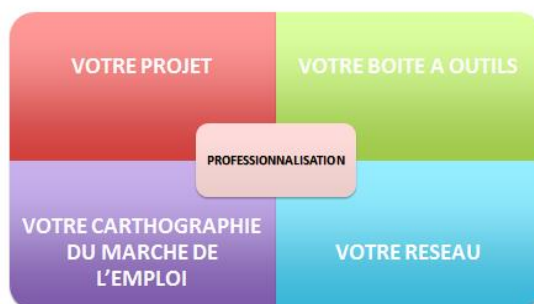 VOTRE PROJET
VOTRE BOITE A OUTILS
PROFESSIONNALISATION
VOTRE CARTHOGRAPHIE
DU MARCHE DE
L'EMPLOI
VOTRE RESEAU